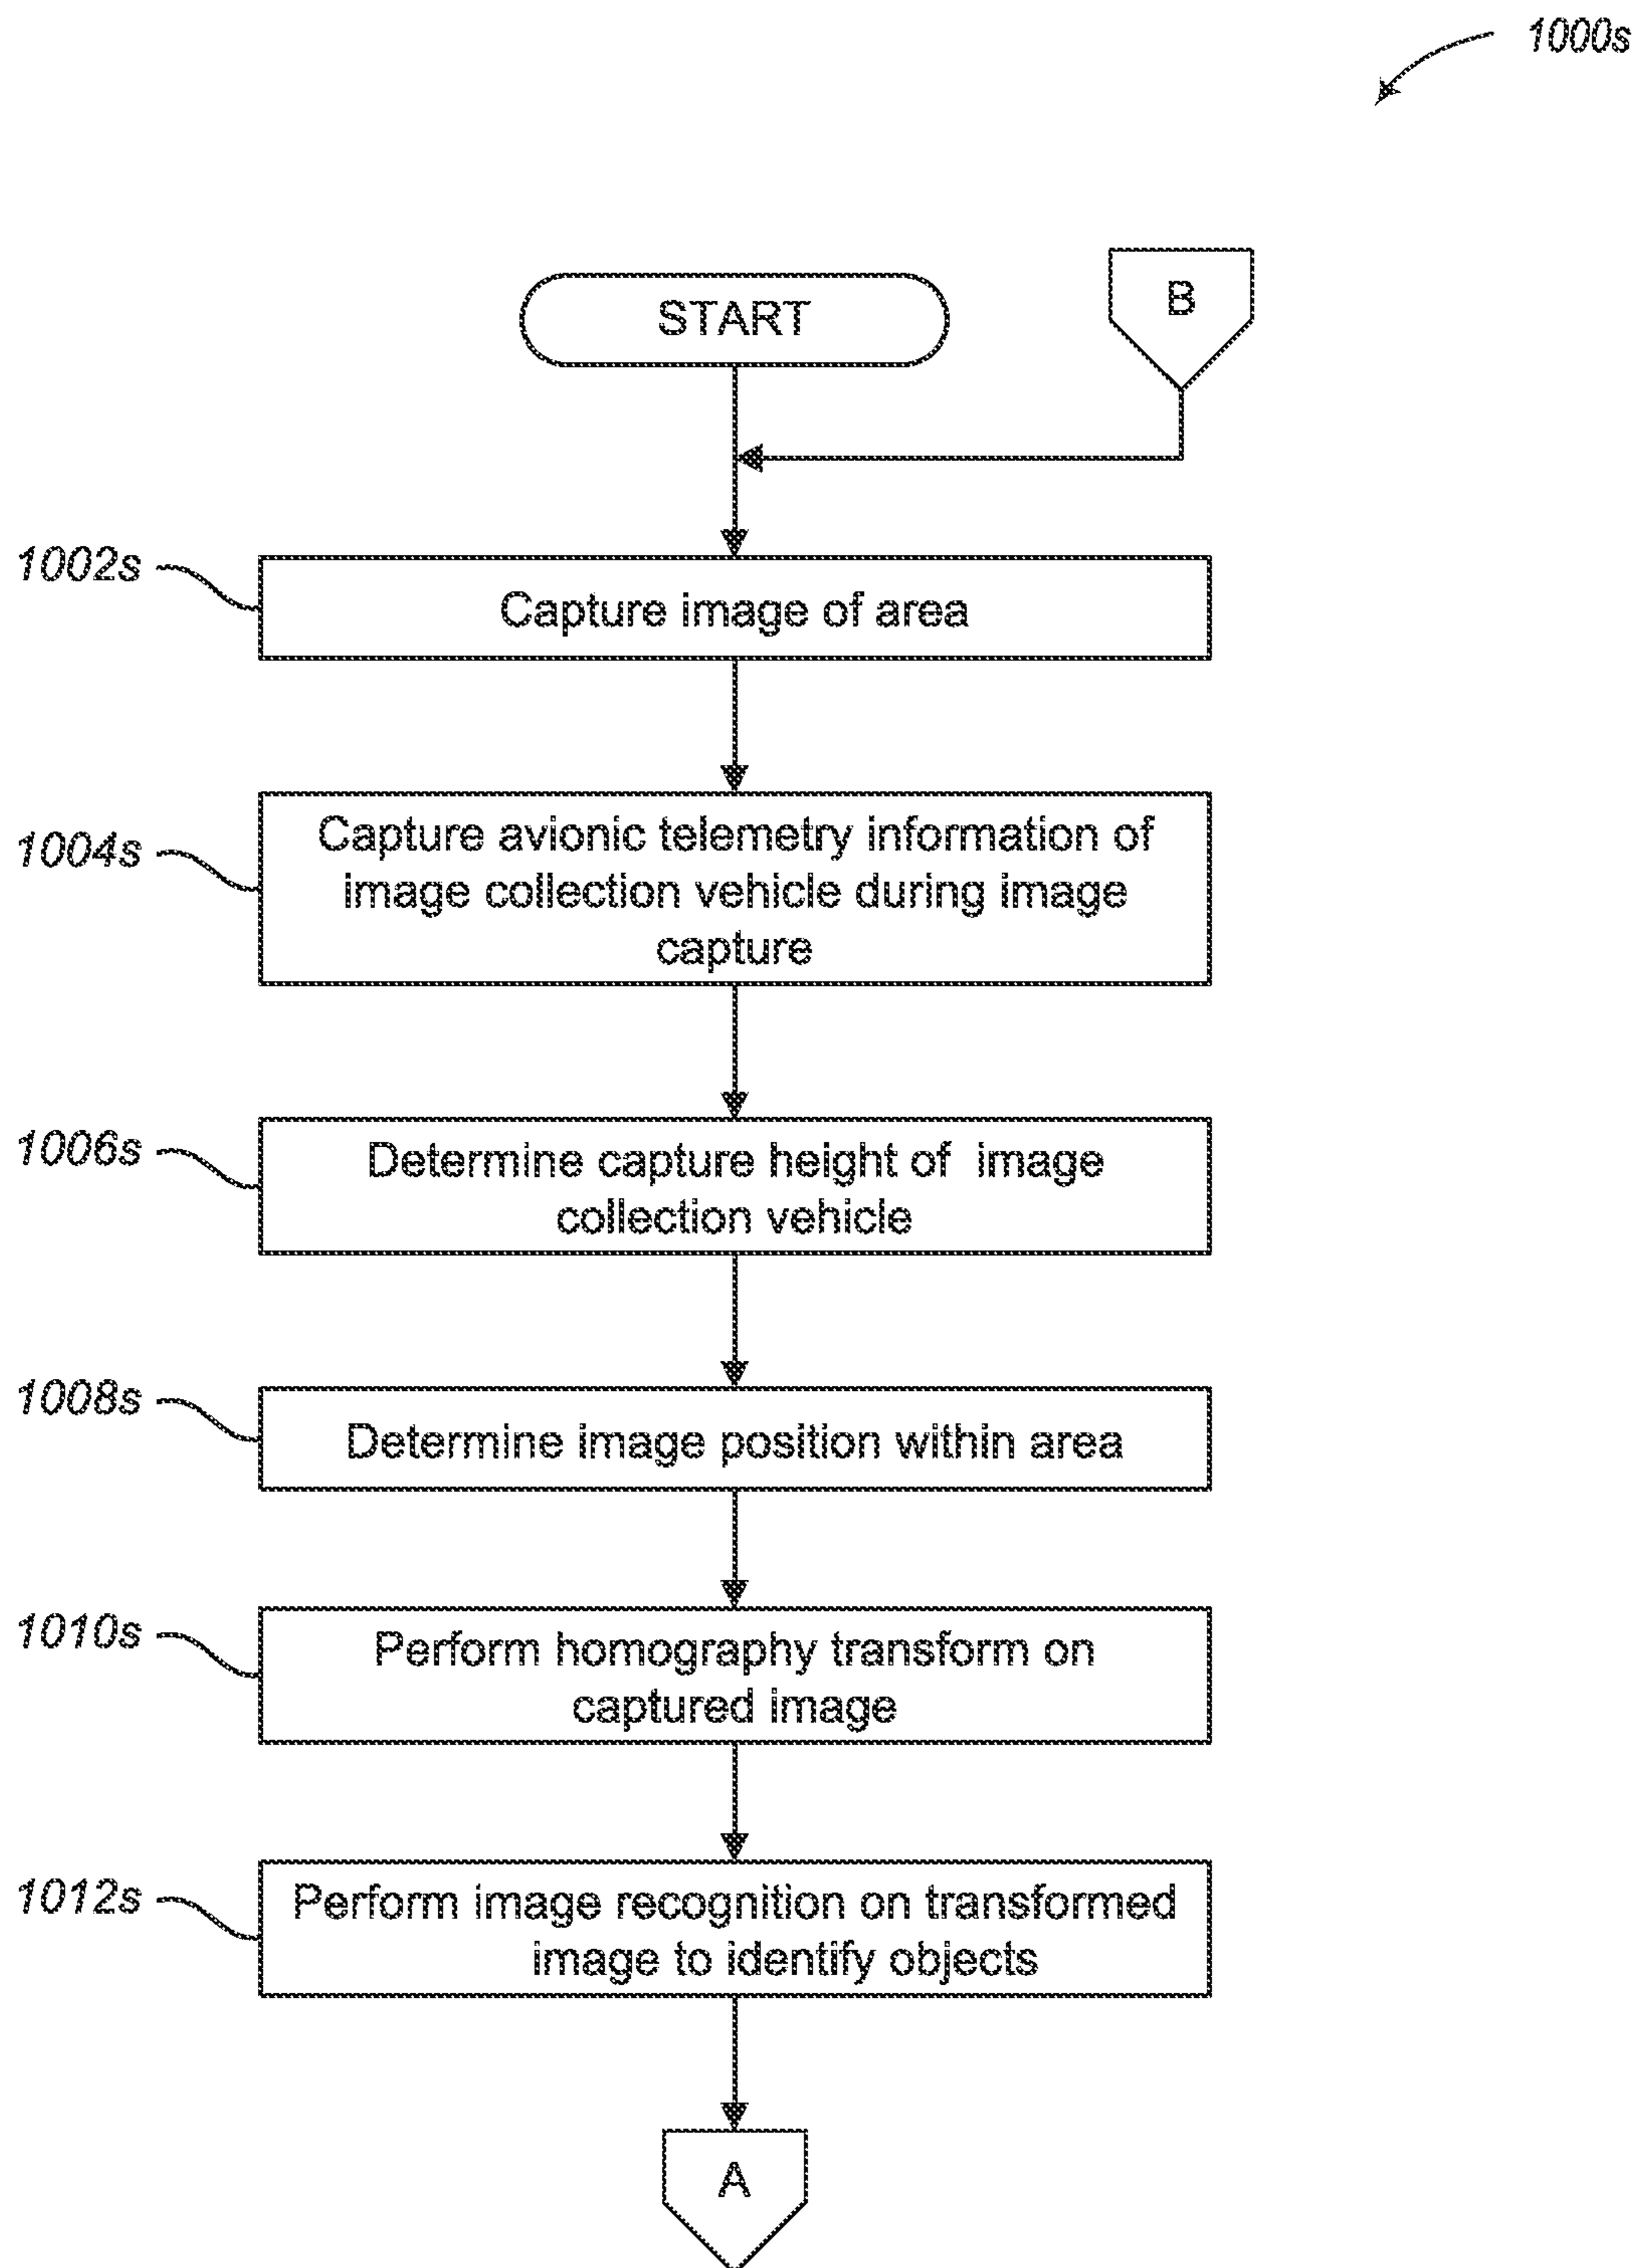 1000s
START
B
1002s
Capture image of area
1004s
Capture avionic telemetry information of
image collection vehicle during image
capture
1006s
Determine capture height of image
collection vehicle
1008s
Determine image position within area
1010s
Perform homography transform on
captured image
1012s
Perform image recognition on transformed
image to identify objects
A